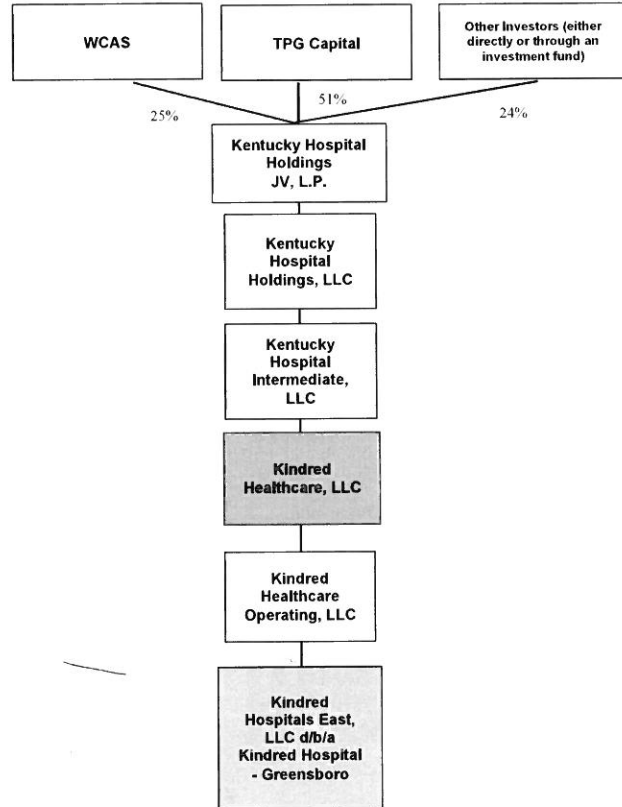 WCAS
TPG Capital
Other Investors (either
directly or through an
investment fund)
25%
51%
24%
Kentucky Hospital
Holdings
JV, L.P.
Kentucky
Hospital
Holdings, LLC
Kentucky
Hospital
Intermediate,
LLC
Kindred
Healthcare, LLC
Kindred
Healthcare
Operating, LLC
Kindred
Hospitals East,
LLC d/b/a
Kindred Hospital
- Greensboro